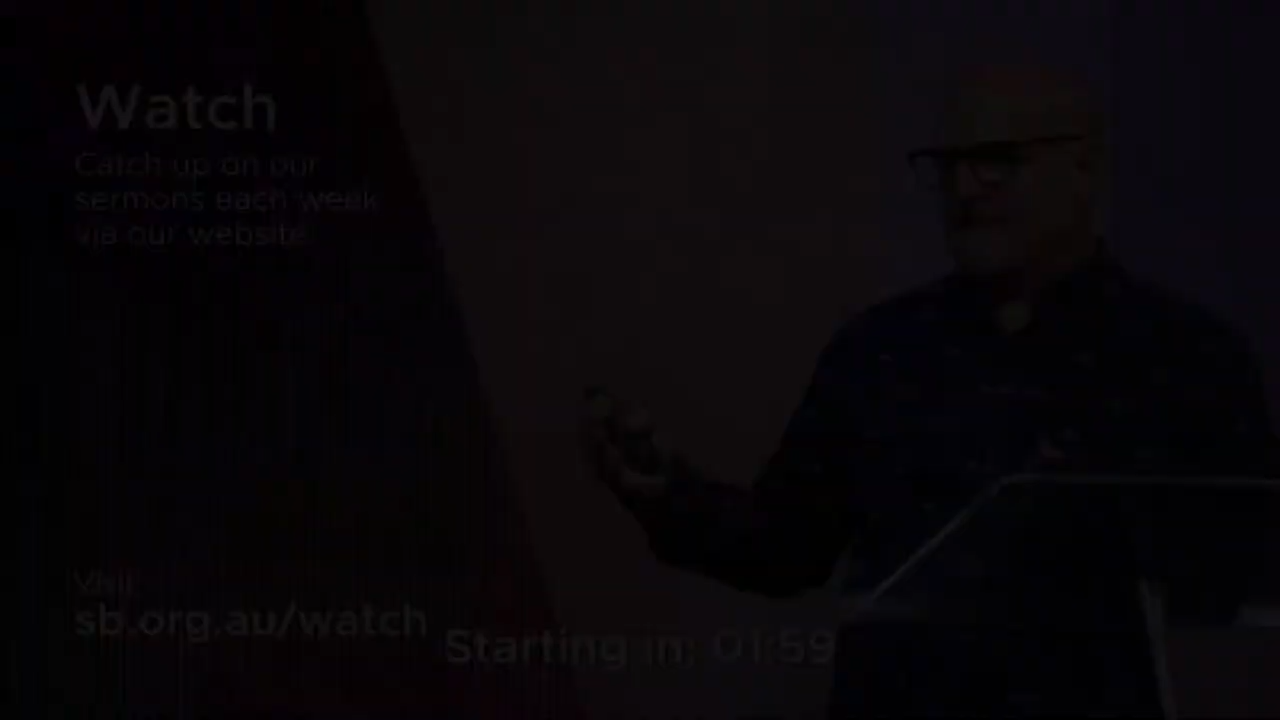 Watch
Catch up on our
sermons each week
via our website
Visit
sb.org.au/watch
Starting in: 01:59